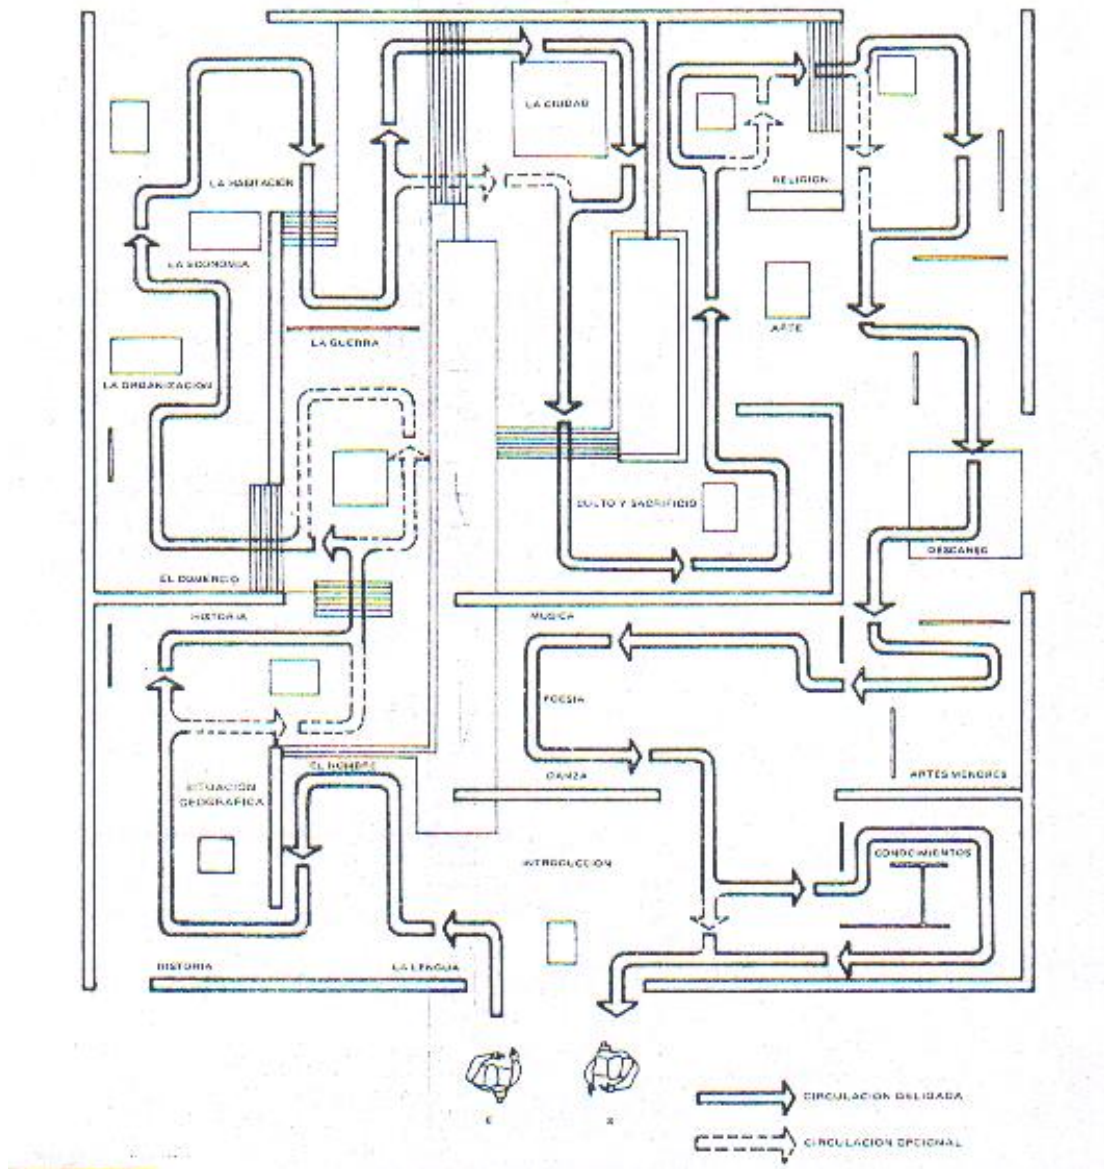 LA CIUDAD
LA HABITACION
RELIGION
LA ECONOMIA
ARTE
LA GUERRA
LA ORGANIZACION
CULTO Y SACRIFICIO
DESCANSO
EL COMERCIO
HISTORIA
MUSICA
POESIA
EL NOMBRE
DANZA
ARTES MENORES
SITUACION
GEOGRAFICA
INTRODUCCION
CONOCIMIENTOS
HISTORIA
LA LENGUA
E
S
CIRCULACION OBLIGADA
CIRCULACION OPCIONAL